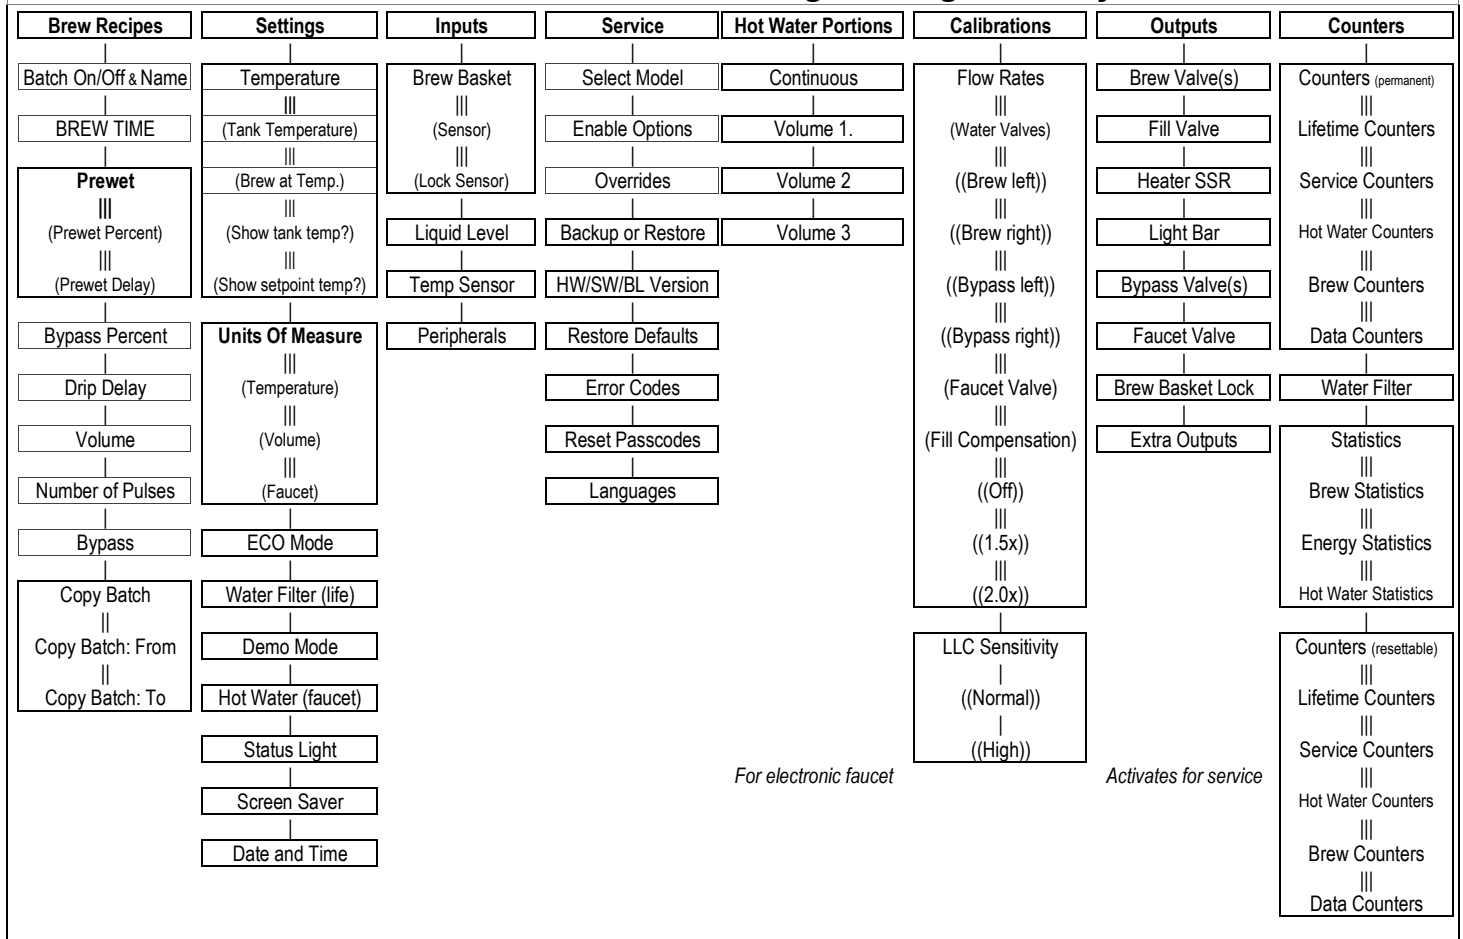 Brew Recipes
Batch On/Off & Name
BREW TIME
Prewet
(Prewet Percent)
(Prewet Delay)
Bypass Percent
Drip Delay
Volume
Number of Pulses
Bypass
Copy Batch
Copy Batch: From
Copy Batch: To
Settings
Temperature
(Tank Temperature)
(Brew at Temp.)
(Show tank temp?)
(Show setpoint temp?)
Units Of Measure
(Temperature)
(Volume)
(Faucet)
ECO Mode
Water Filter (life)
Demo Mode
Hot Water (faucet)
Status Light
Screen Saver
Date and Time
Inputs
Brew Basket
(Sensor)
(Lock Sensor)
Liquid Level
Temp Sensor
Peripherals
Service
Select Model
Enable Options
Overrides
Backup or Restore
HW/SW/BL Version
Restore Defaults
Error Codes
Reset Passcodes
Languages
Hot Water Portions
Continuous
Volume 1.
Volume 2
Volume 3
For electronic faucet
Calibrations
Flow Rates
(Water Valves)
((Brew left))
((Brew right))
((Bypass left))
((Bypass right))
(Faucet Valve)
(Fill Compensation)
((Off))
((1.5x))
((2.0x))
LLC Sensitivity
((Normal))
((High))
Outputs
Brew Valve(s)
Fill Valve
Heater SSR
Light Bar
Bypass Valve(s)
Faucet Valve
Brew Basket Lock
Extra Outputs
Activates for service
Counters
Counters (permanent)
Lifetime Counters
Service Counters
Hot Water Counters
Brew Counters
Data Counters
Water Filter
Statistics
Brew Statistics
Energy Statistics
Hot Water Statistics
Counters (resettable)
Lifetime Counters
Service Counters
Hot Water Counters
Brew Counters
Data Counters